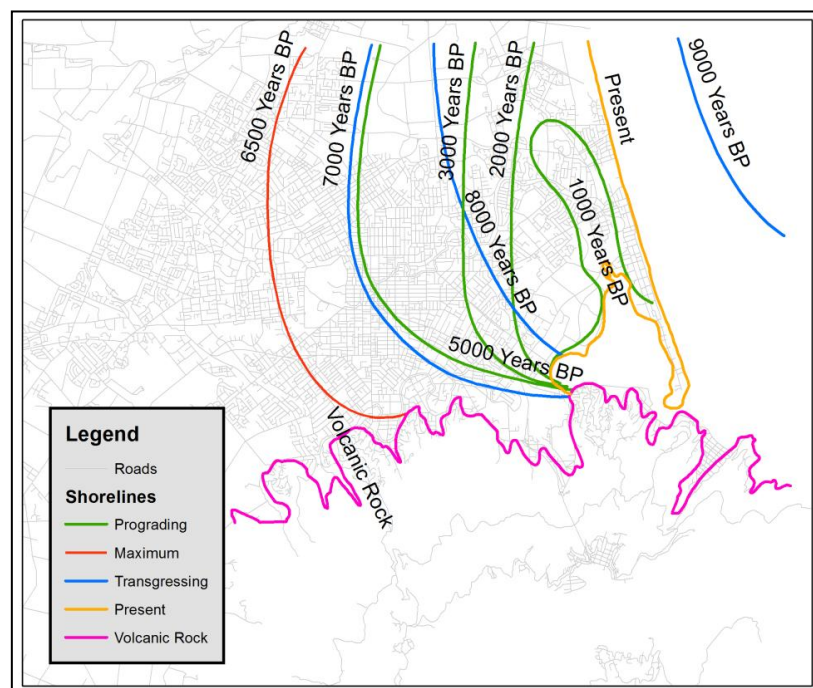 6500 Years BP
7000 Years BP
3000 Years BP
8000 Years BP
2000 Years BP
1000 Years BP
Present
9000 Years BP
5000 Years BP
Volcanic Rock
Legend
Roads
Shorelines
Prograding
Maximum
Transgressing
Present
Volcanic Rock